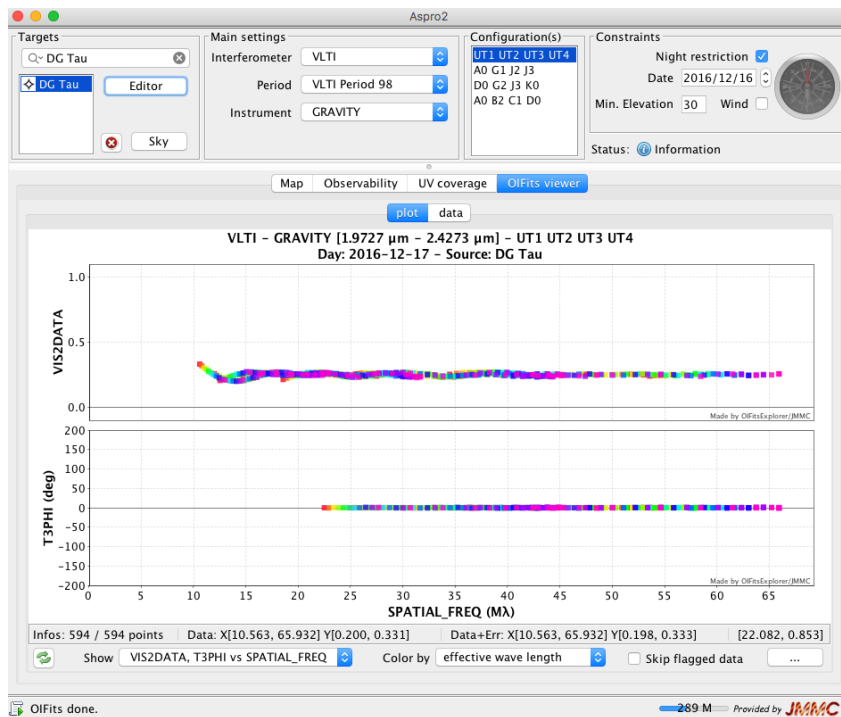 Aspro2
Targets
DG Tau
DG Tau
Editor
Sky
Main settings
Interferometer VLTI
Period VLTI Period 98
Instrument GRAVITY
Configuration(s)
UT1 UT2 UT3 UT4
A0 G1 J2 J3
D0 G2 J3 K0
A0 B2 C1 D0
Constraints
Night restriction
Date 2016/12/16
Min. Elevation 30 Wind
Status: Information
Map Observability UV coverage OIFits viewer
plot data
VLTI - GRAVITY [1.9727 µm - 2.4273 µm] - UT1 UT2 UT3 UT4
Day: 2016-12-17 - Source: DG Tau
VIS2DATA
1.0
0.5
0.0
Made by OIFitsExplorer/JMMC
T3PHI (deg)
200
150
100
50
0
-50
-100
-150
-200
Made by OIFitsExplorer/JMMC
0 5 10 15 20 25 30 35 40 45 50 55 60 65
SPATIAL_FREQ (Mλ)
Infos: 594 / 594 points Data: X[10.563, 65.932] Y[0.200, 0.331] Data+Err: X[10.563, 65.932] Y[0.198, 0.333] [22.082, 0.853]
Show VIS2DATA, T3PHI vs SPATIAL_FREQ Color by effective wave length Skip flagged data ...
OIFits done. 289 M Provided by JMMC